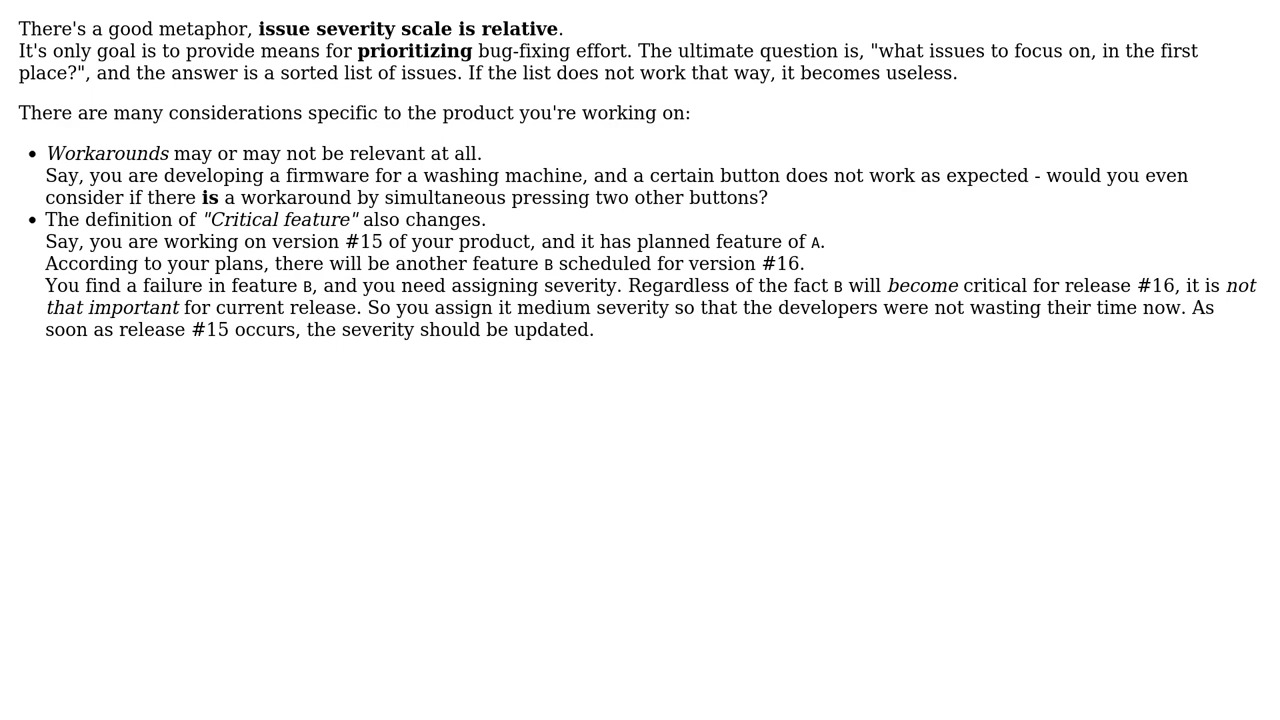 There's a good metaphor, issue severity scale is relative.
It's only goal is to provide means for prioritizing bug-fixing effort. The ultimate question is, "what issues to focus on, in the first
place?", and the answer is a sorted list of issues. If the list does not work that way, it becomes useless.
There are many considerations specific to the product you're working on:
• Workarounds may or may not be relevant at all.
Say, you are developing a firmware for a washing machine, and a certain button does not work as expected - would you even
consider if there is a workaround by simultaneous pressing two other buttons?
• The definition of "Critical feature" also changes.
Say, you are working on version #15 of your product, and it has planned feature of A.
According to your plans, there will be another feature B scheduled for version #16.
You find a failure in feature B, and you need assigning severity. Regardless of the fact B will become critical for release #16, it is not
that important for current release. So you assign it medium severity so that the developers were not wasting their time now. As
soon as release #15 occurs, the severity should be updated.